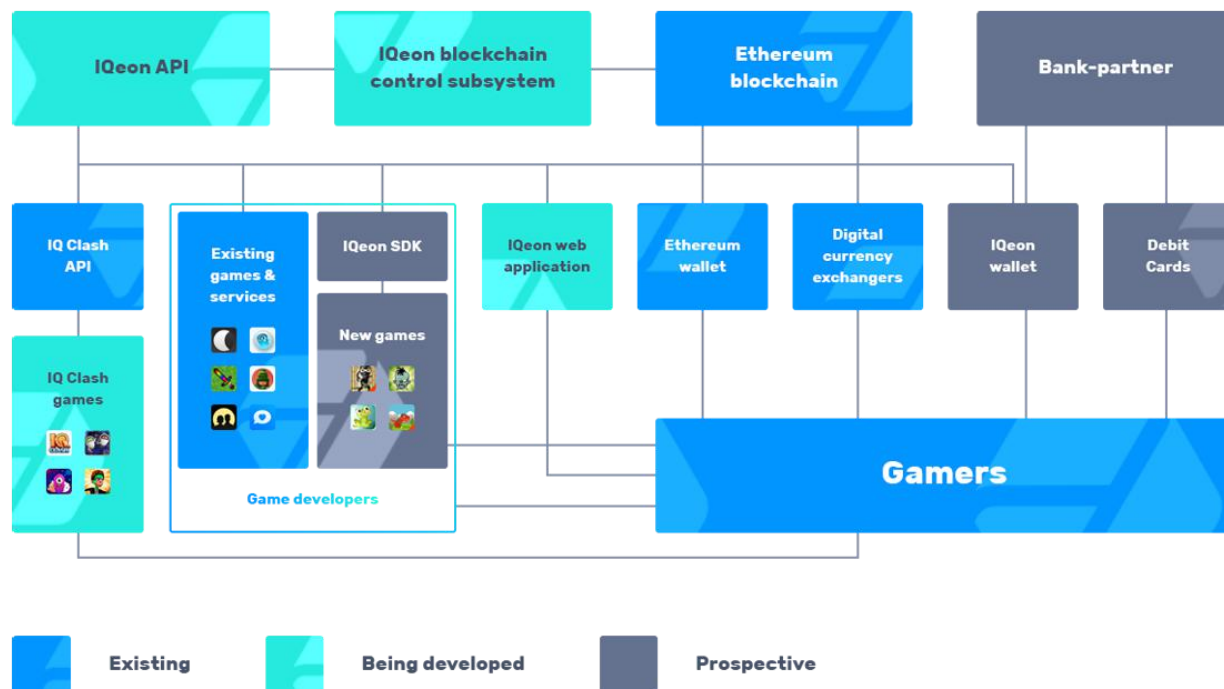 IQeon API
IQeon blockchain
control subsystem
Ethereum
blockchain
Bank-partner
IQ Clash
API
Existing
games &
services
IQeon SDK
New games
IQeon web
application
Ethereum
wallet
Digital
currency
exchangers
IQeon
wallet
Debit
Cards
IQ Clash
games
Game developers
Gamers
Existing
Being developed
Prospective